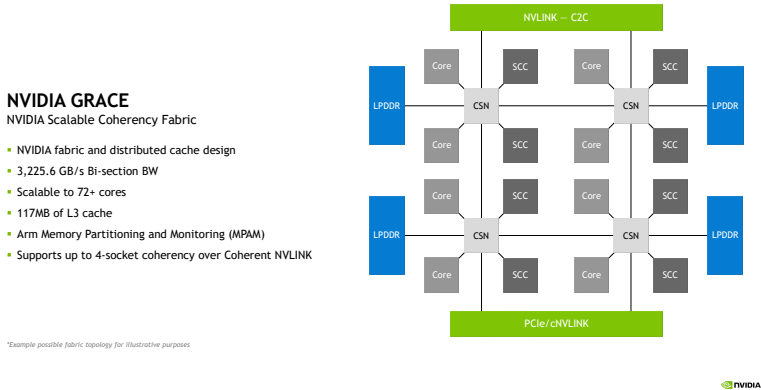 NVIDIA GRACE
NVIDIA Scalable Coherency Fabric
▪ NVIDIA fabric and distributed cache design
▪ 3,225.6 GB/s Bi-section BW
▪ Scalable to 72+ cores
▪ 117MB of L3 cache
▪ Arm Memory Partitioning and Monitoring (MPAM)
▪ Supports up to 4-socket coherency over Coherent NVLINK
*Example possible fabric topology for illustrative purposes
NVLINK – C2C
Core SCC Core SCC
LPDDR CSN CSN LPDDR
Core SCC Core SCC
Core SCC Core SCC
LPDDR CSN CSN LPDDR
Core SCC Core SCC
PCIe/cNVLINK
NVIDIA